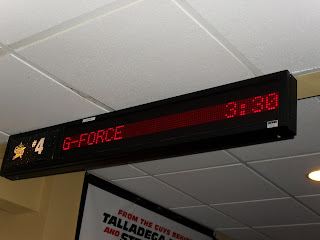 #4
G-FORCE 3:30
FROM THE GUYS BEHIND
TALLADEGA
AND